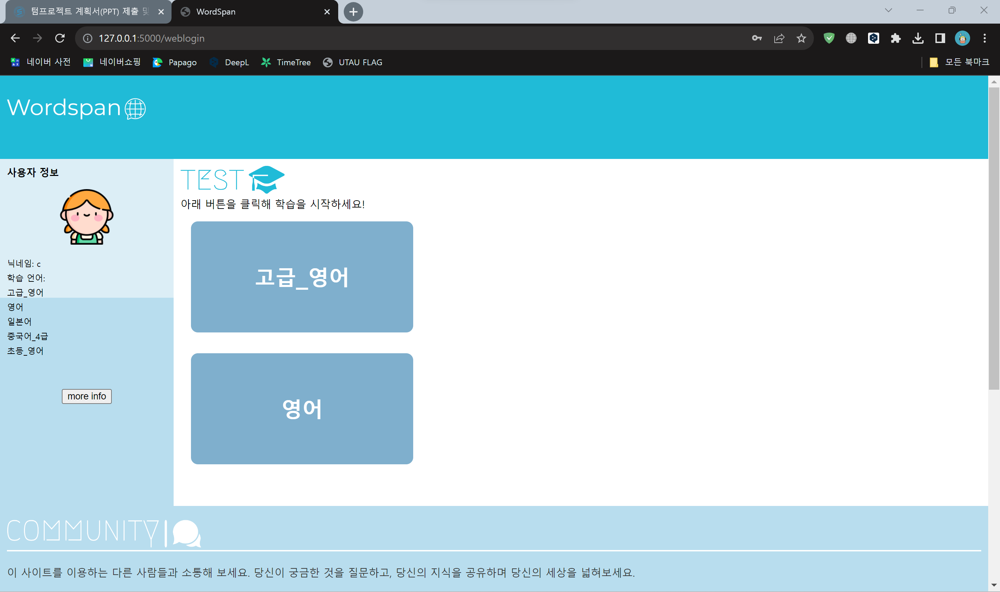 텀프로젝트 계획서(PPT) 제출 및
WordSpan
127.0.0.1:5000/weblogin
네이버 사전
네이버쇼핑
Papago
DeepL
TimeTree
UTAU FLAG
모든 북마크
Wordspan
사용자 정보
닉네임: c
학습 언어:
고급_영어
영어
일본어
중국어_4급
초등_영어
more info
TEST
아래 버튼을 클릭해 학습을 시작하세요!
고급_영어
영어
COMMUNITY
이 사이트를 이용하는 다른 사람들과 소통해 보세요. 당신이 궁금한 것을 질문하고, 당신의 지식을 공유하며 당신의 세상을 넓혀보세요.